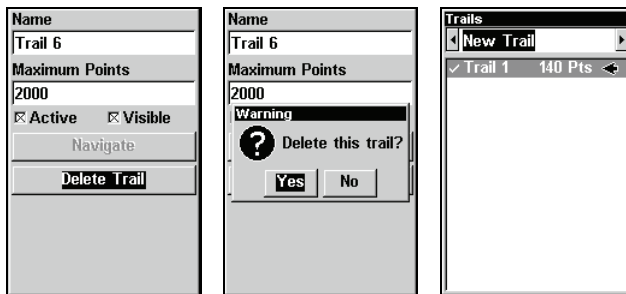 Name
Trail 6
Maximum Points
2000
Active Visible
Navigate
Delete Trail
Name
Trail 6
Maximum Points
2000
Warning
Delete this trail?
Yes No
Trails
New Trail
Trail 1 140 Pts